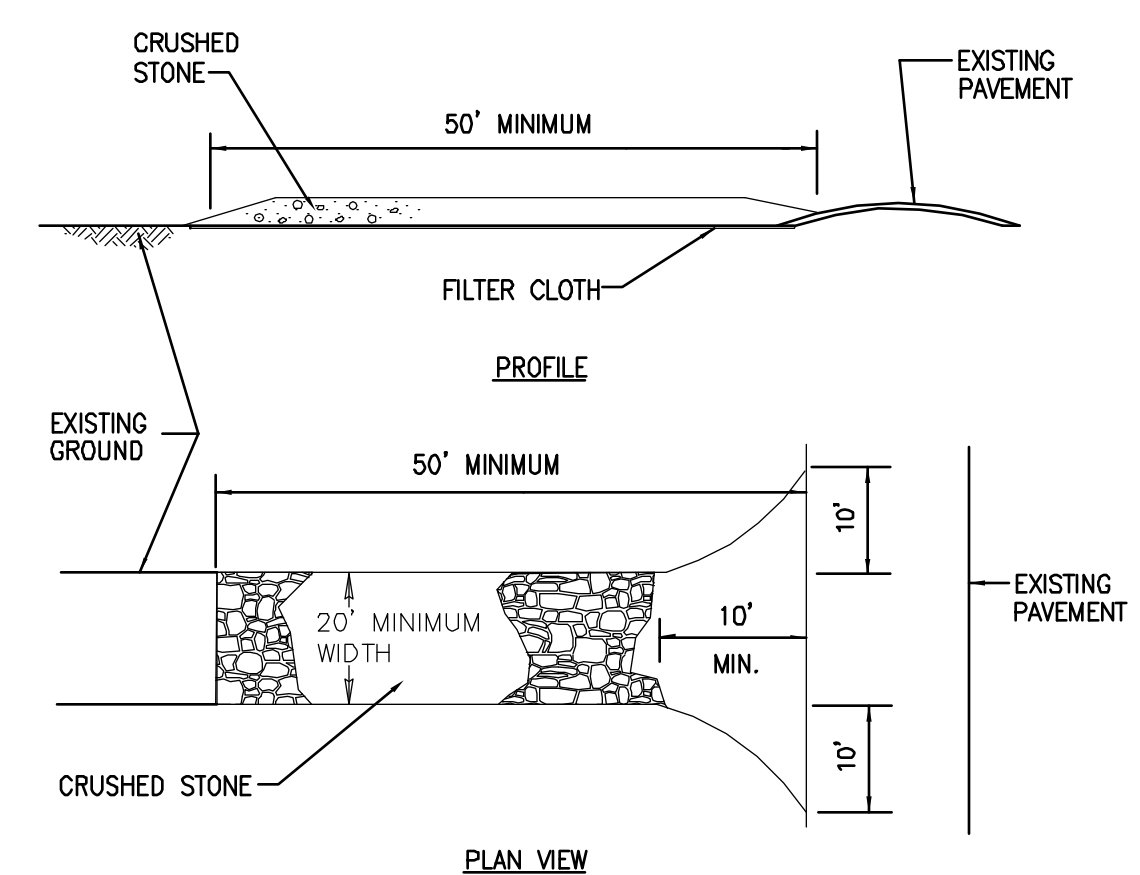 CRUSHED
STONE
EXISTING
PAVEMENT
50' MINIMUM
FILTER CLOTH
PROFILE
EXISTING
GROUND
50' MINIMUM
10'
EXISTING
PAVEMENT
20' MINIMUM
WIDTH
10'
MIN.
10'
CRUSHED STONE
PLAN VIEW